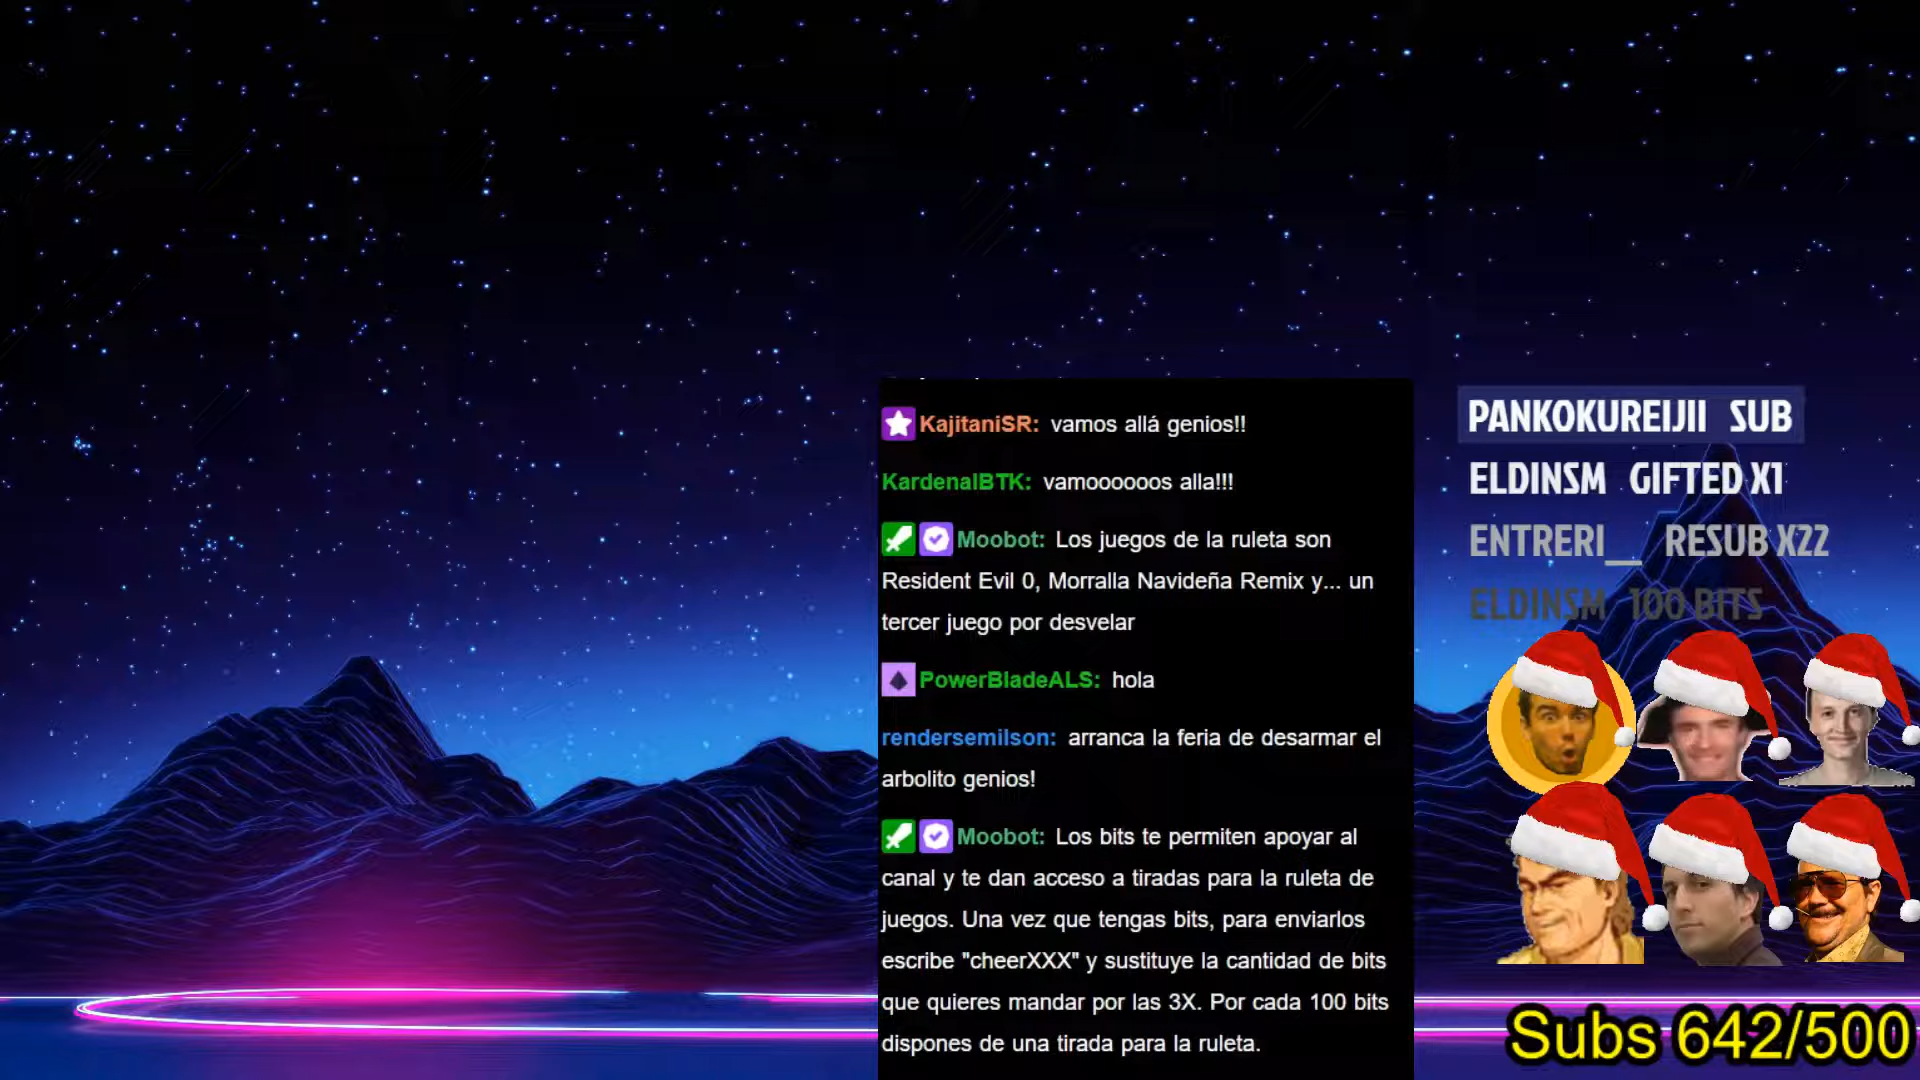 KajitaniSR: vamos allá genios!!
KardenalBTK: vamoooooos alla!!!
Moobot: Los juegos de la ruleta son
Resident Evil 0, Morralla Navideña Remix y... un
tercer juego por desvelar
PowerBladeALS: hola
rendersemilson: arranca la feria de desarmar el
arbolito genios!
Moobot: Los bits te permiten apoyar al
canal y te dan acceso a tiradas para la ruleta de
juegos. Una vez que tengas bits, para enviarlos
escribe "cheerXXX" y sustituye la cantidad de bits
que quieres mandar por las 3X. Por cada 100 bits
dispones de una tirada para la ruleta.
PANKOKUREIJII SUB
ELDINSM GIFTED X1
ENTRERI__ RESUB X22
ELDINSM 100 BITS
Subs 642/500